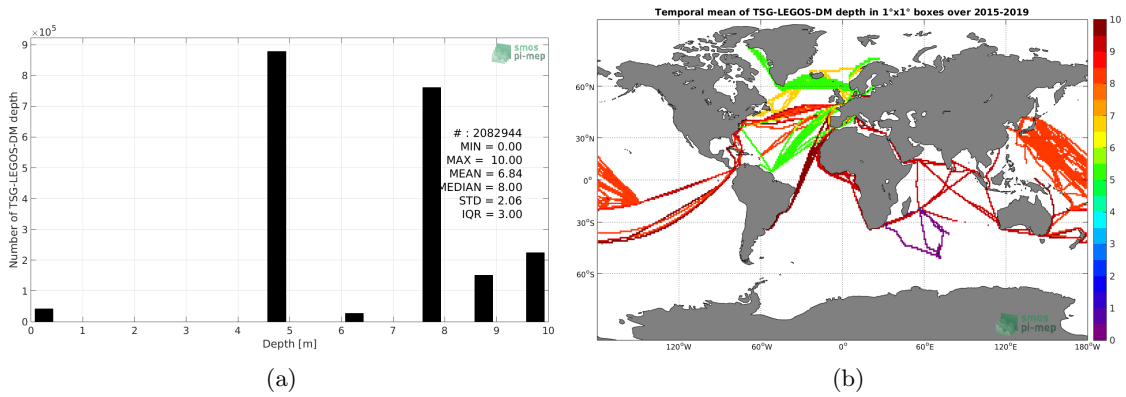 ×10⁵
9
8
7
6
5
4
3
2
1
0
Number of TSG-LEGOS-DM depth
smos
pi-mep
# : 2082944
MIN = 0.00
MAX = 10.00
MEAN = 6.84
MEDIAN = 8.00
STD = 2.06
IQR = 3.00
0 1 2 3 4 5 6 7 8 9 10
Depth [m]
(a)
Temporal mean of TSG-LEGOS-DM depth in 1°x1° boxes over 2015-2019
60°N
30°N
0°
30°S
60°S
120°W 60°W 0° 60°E 120°E 180°W
smos
pi-mep
10
9
8
7
6
5
4
3
2
1
0
(b)